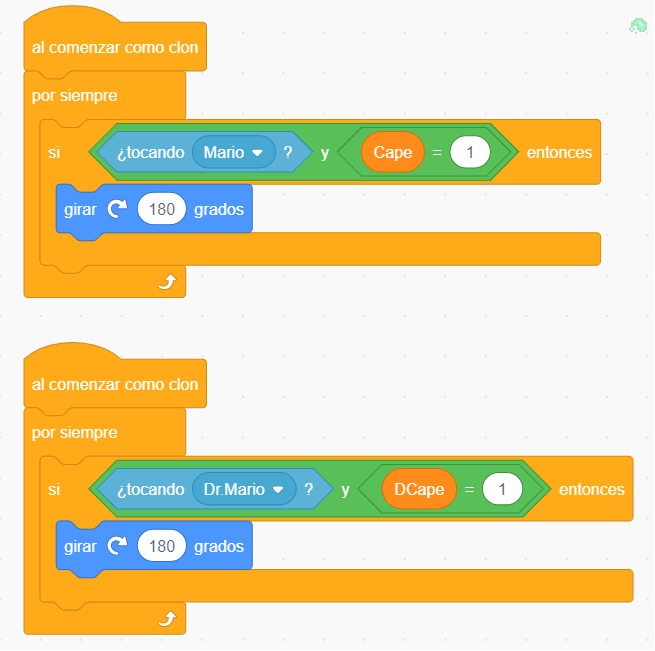 al comenzar como clon
por siempre
si ¿tocando Mario ? y Cape = 1 entonces
girar 180 grados
al comenzar como clon
por siempre
si ¿tocando Dr.Mario ? y DCape = 1 entonces
girar 180 grados